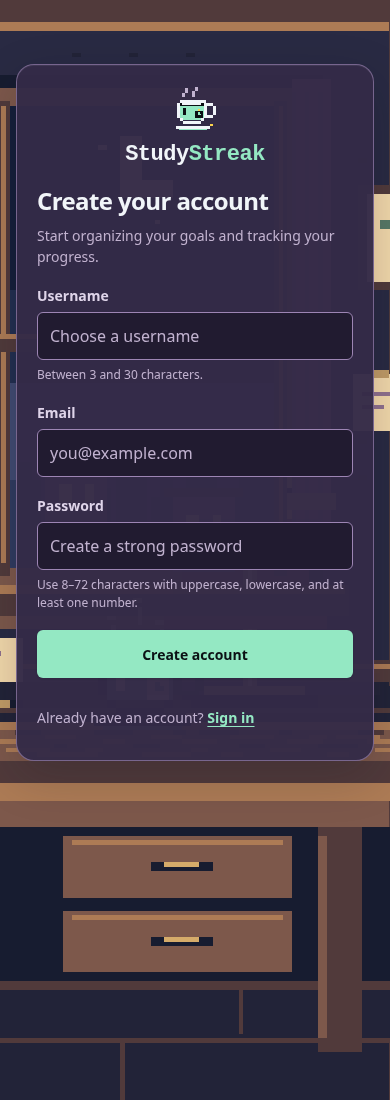 StudyStreak
Create your account
Start organizing your goals and tracking your
progress.
Username
Choose a username
Between 3 and 30 characters.
Email
you@example.com
Password
Create a strong password
Use 8–72 characters with uppercase, lowercase, and at
least one number.
Create account
Already have an account? Sign in